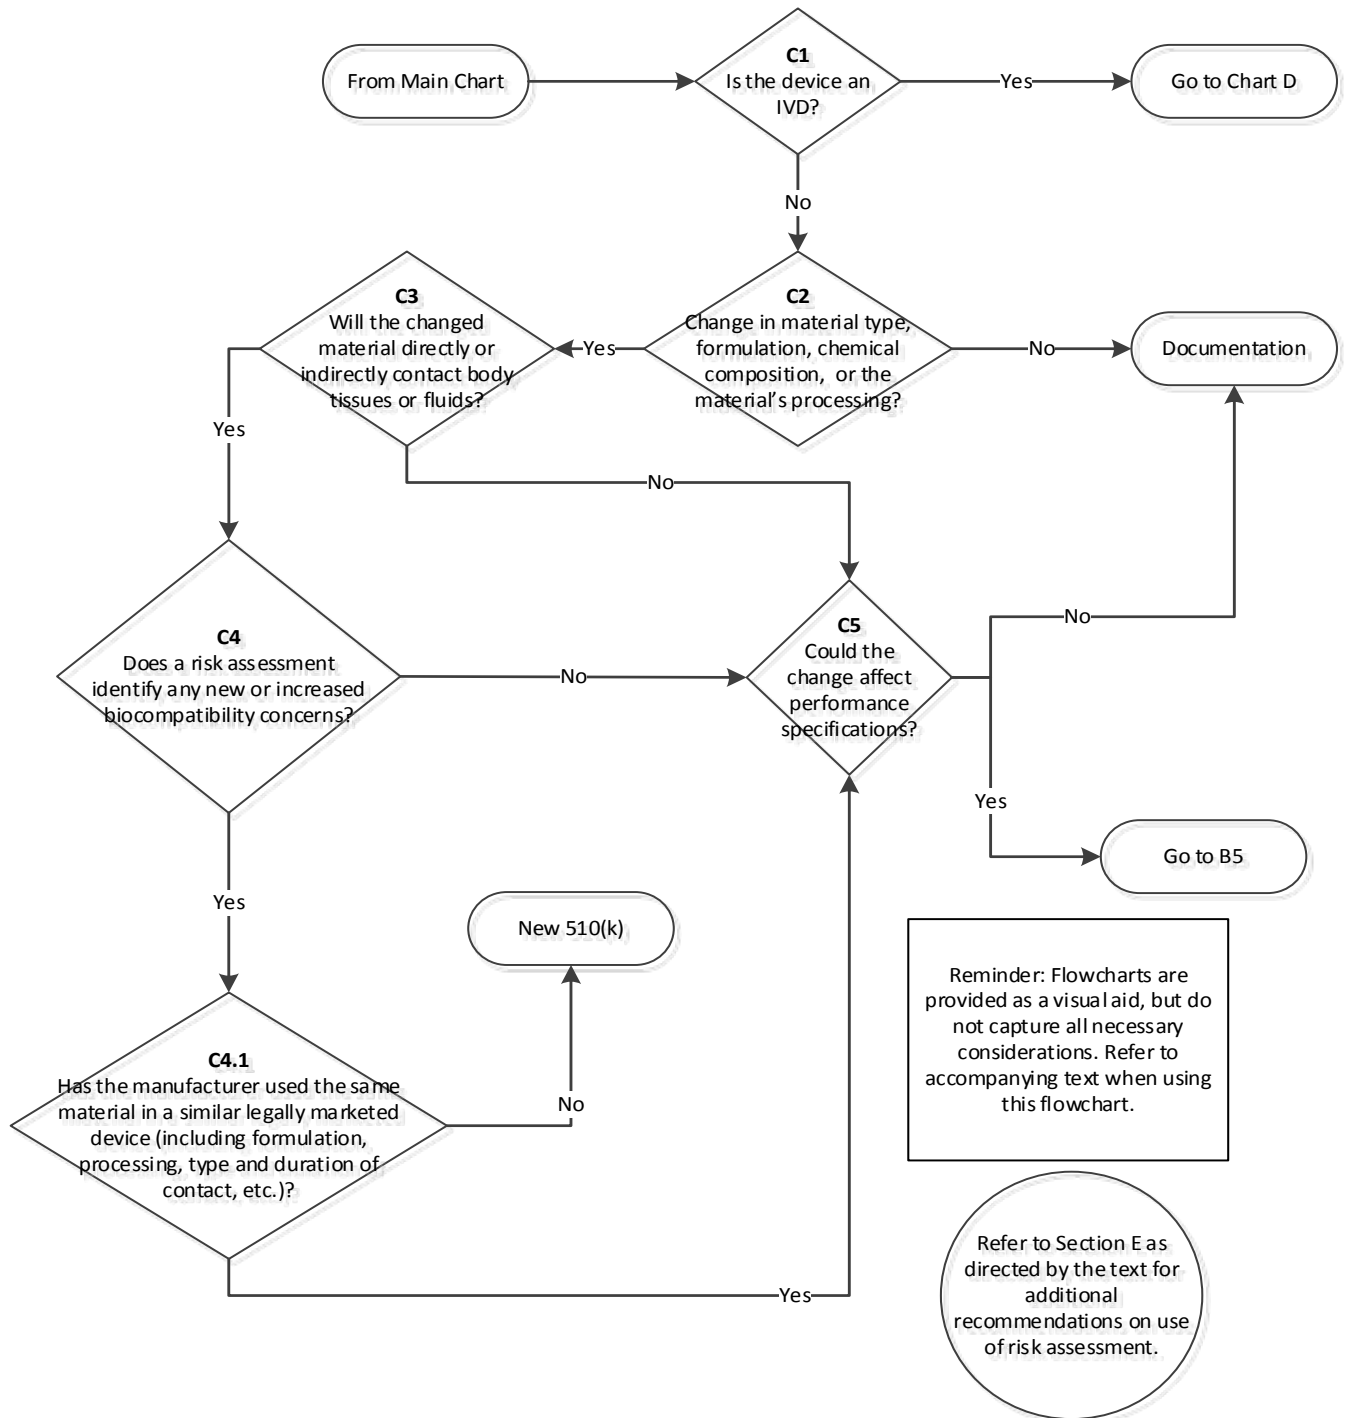 From Main Chart
C1
Is the device an
IVD?
Yes
Go to Chart D
No
C3
Will the changed
material directly or
indirectly contact body
tissues or fluids?
Yes
C2
Change in material type,
formulation, chemical
composition, or the
material's processing?
No
Documentation
Yes
No
C4
Does a risk assessment
identify any new or increased
biocompatibility concerns?
No
C5
Could the
change affect
performance
specifications?
No
Yes
Go to B5
Yes
New 510(k)
C4.1
Has the manufacturer used the same
material in a similar legally marketed
device (including formulation,
processing, type and duration of
contact, etc.)?
No
Yes
Reminder: Flowcharts are
provided as a visual aid, but do
not capture all necessary
considerations. Refer to
accompanying text when using
this flowchart.
Refer to Section E as
directed by the text for
additional
recommendations on use
of risk assessment.